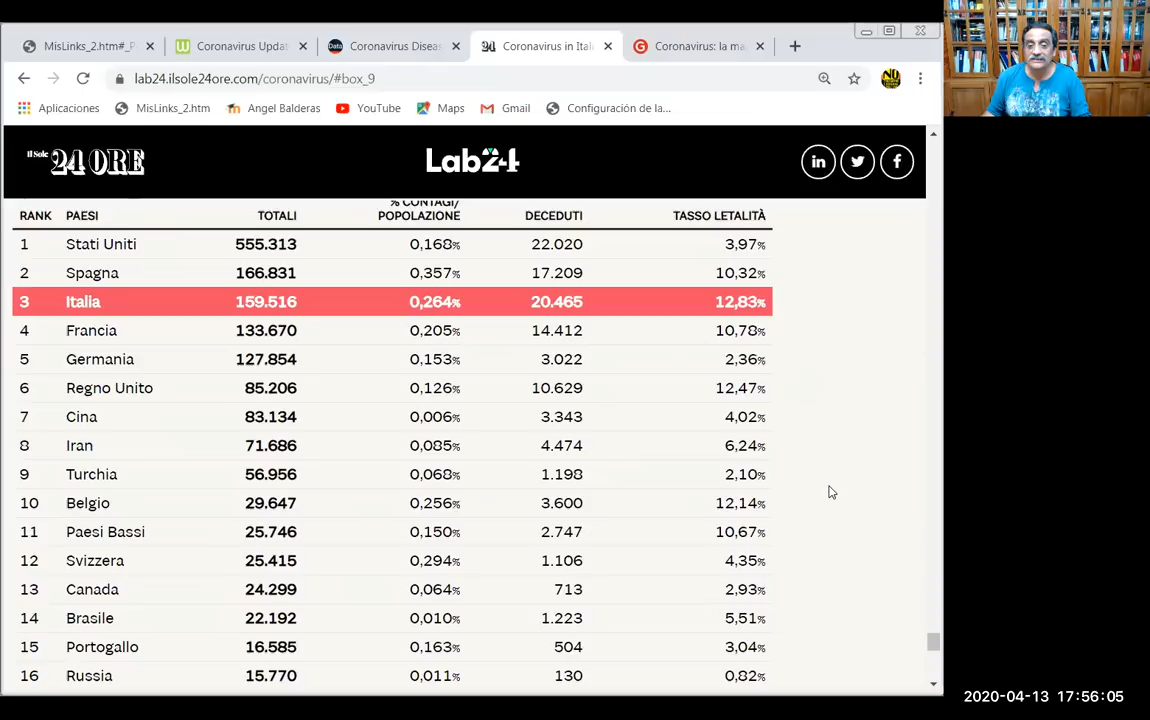 MisLinks_2.htm#_P
Coronavirus Updat
Data
Coronavirus Diseas
24
Coronavirus in Itali
Coronavirus: la ma
lab24.ilsole24ore.com/coronavirus/#box_9
Aplicaciones
MisLinks_2.htm
Angel Balderas
YouTube
Maps
Gmail
Configuración de la...
Il Sole 24 ORE
Lab24
RANK PAESI TOTALI % CONTAGI/ POPOLAZIONE DECEDUTI TASSO LETALITÀ
1 Stati Uniti 555.313 0,168% 22.020 3,97%
2 Spagna 166.831 0,357% 17.209 10,32%
3 Italia 159.516 0,264% 20.465 12,83%
4 Francia 133.670 0,205% 14.412 10,78%
5 Germania 127.854 0,153% 3.022 2,36%
6 Regno Unito 85.206 0,126% 10.629 12,47%
7 Cina 83.134 0,006% 3.343 4,02%
8 Iran 71.686 0,085% 4.474 6,24%
9 Turchia 56.956 0,068% 1.198 2,10%
10 Belgio 29.647 0,256% 3.600 12,14%
11 Paesi Bassi 25.746 0,150% 2.747 10,67%
12 Svizzera 25.415 0,294% 1.106 4,35%
13 Canada 24.299 0,064% 713 2,93%
14 Brasile 22.192 0,010% 1.223 5,51%
15 Portogallo 16.585 0,163% 504 3,04%
16 Russia 15.770 0,011% 130 0,82%
2020-04-13 17:56:05